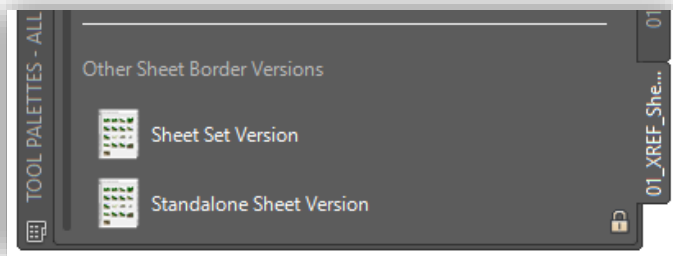 TOOL PALETTES - ALL
Other Sheet Border Versions
Sheet Set Version
Standalone Sheet Version
01
01_XREF_She...